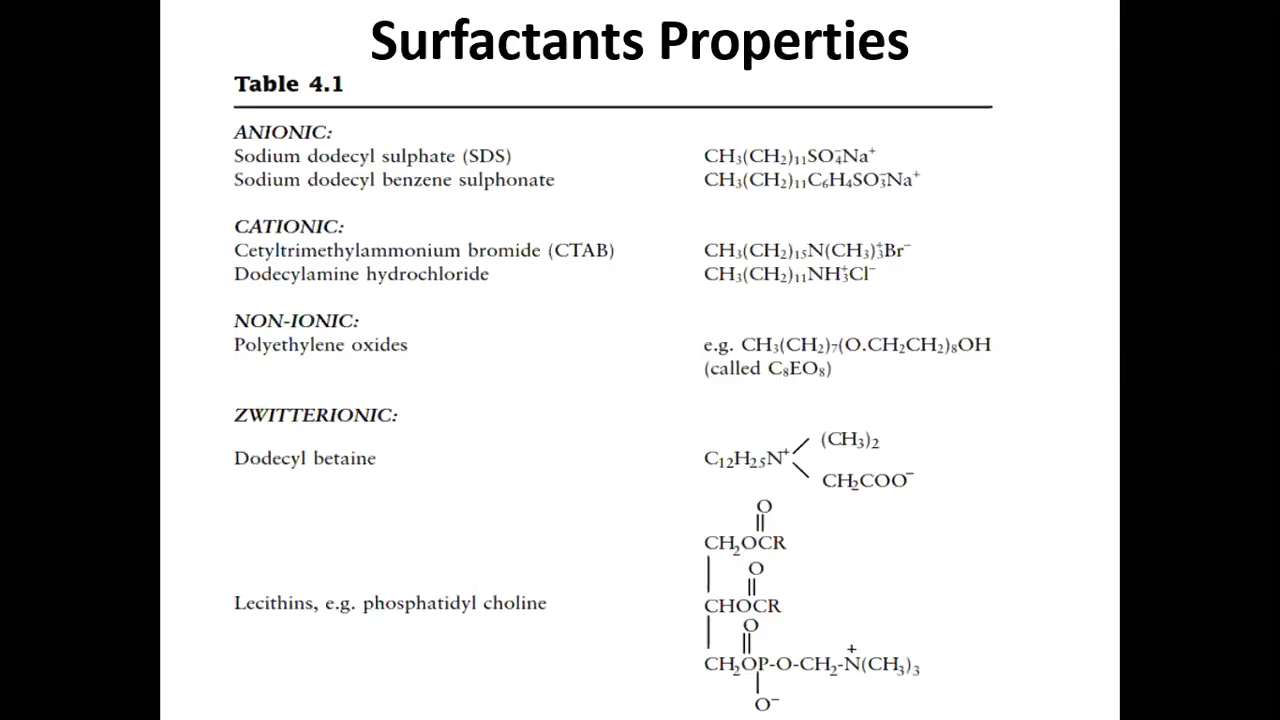 Surfactants Properties
Table 4.1
ANIONIC:
Sodium dodecyl sulphate (SDS) CH₃(CH₂)₁₁SO₄⁻Na⁺
Sodium dodecyl benzene sulphonate CH₃(CH₂)₁₁C₆H₄SO₃⁻Na⁺
CATIONIC:
Cetyltrimethylammonium bromide (CTAB) CH₃(CH₂)₁₅N(CH₃)₃⁺Br⁻
Dodecylamine hydrochloride CH₃(CH₂)₁₁NH₃⁺Cl⁻
NON-IONIC:
Polyethylene oxides e.g. CH₃(CH₂)₇(O.CH₂CH₂)₈OH
(called C₈EO₈)
ZWITTERIONIC:
(CH₃)₂
Dodecyl betaine C₁₂H₂₅N⁺
CH₂COO⁻
O
CH₂OCR
O
Lecithins, e.g. phosphatidyl choline CHOCR
O
+
CH₂OP-O-CH₂-N(CH₃)₃
O⁻